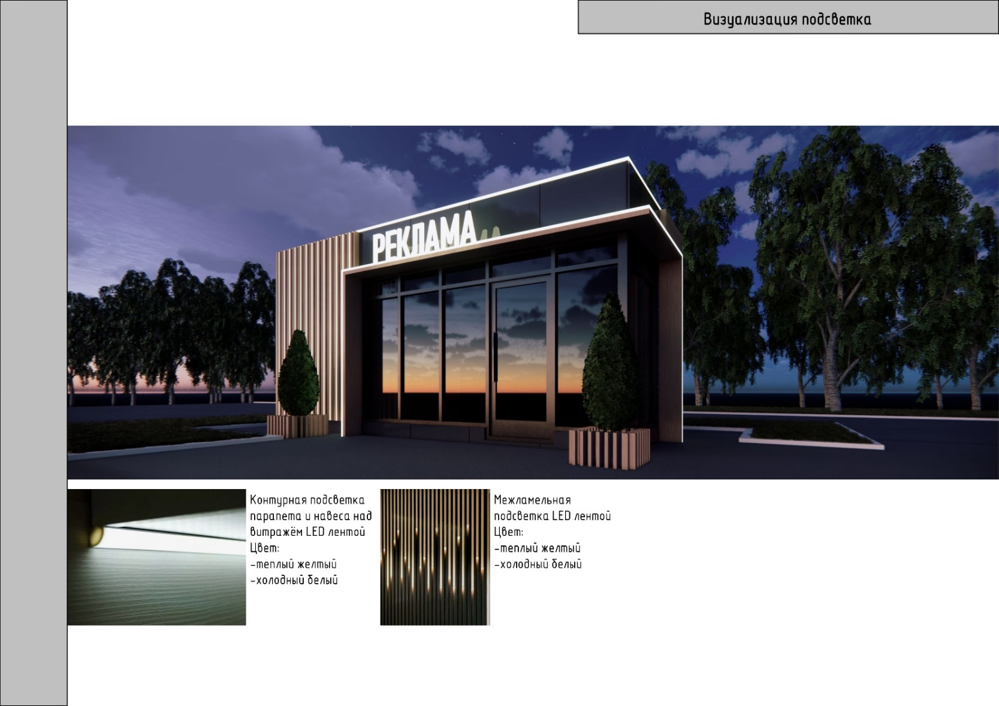 Визуализация подсветка
РЕКЛАМА
Контурная подсветка
парапета и навеса над
витражём LED лентой
Цвет:
-теплый желтый
-холодный белый
Межламельная
подсветка LED лентой
Цвет:
-теплый желтый
-холодный белый